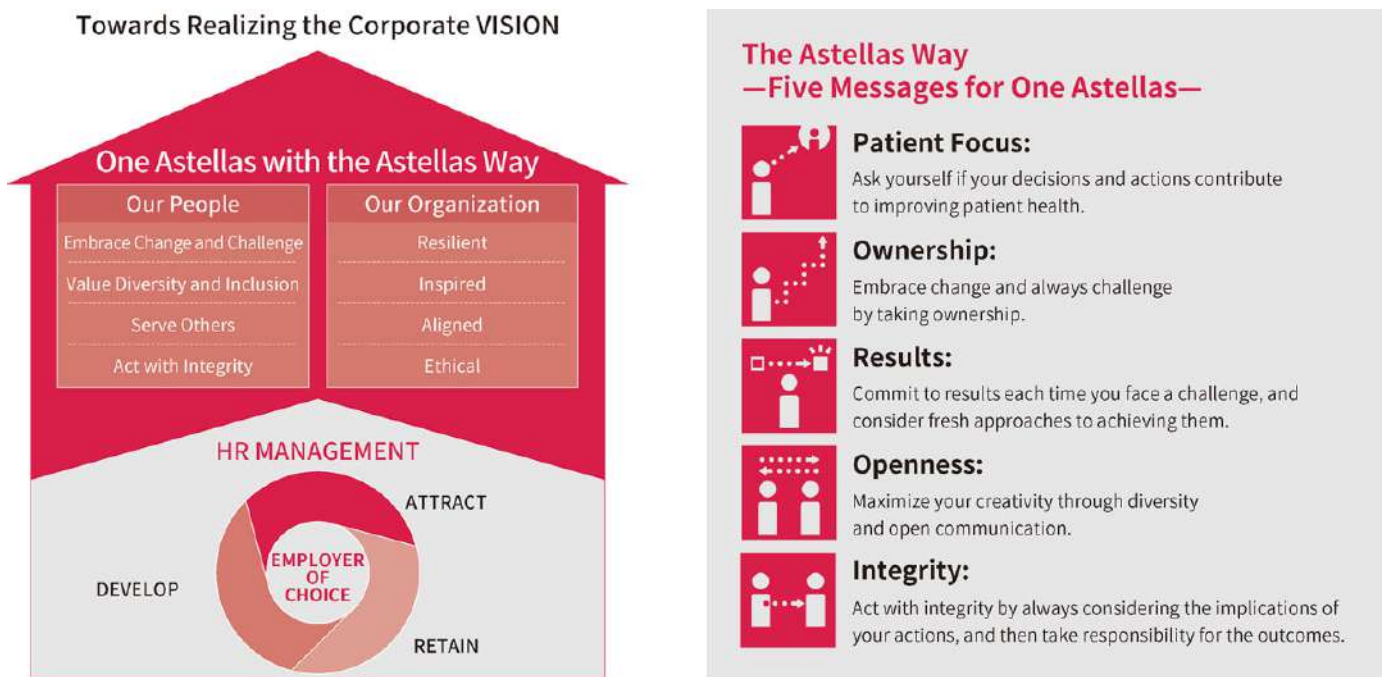 Towards Realizing the Corporate VISION
One Astellas with the Astellas Way
Our People
Embrace Change and Challenge
Value Diversity and Inclusion
Serve Others
Act with Integrity
Our Organization
Resilient
Inspired
Aligned
Ethical
HR MANAGEMENT
ATTRACT
EMPLOYER
OF
CHOICE
DEVELOP
RETAIN
The Astellas Way
—Five Messages for One Astellas—
Patient Focus:
Ask yourself if your decisions and actions contribute
to improving patient health.
Ownership:
Embrace change and always challenge
by taking ownership.
Results:
Commit to results each time you face a challenge, and
consider fresh approaches to achieving them.
Openness:
Maximize your creativity through diversity
and open communication.
Integrity:
Act with integrity by always considering the implications of
your actions, and then take responsibility for the outcomes.